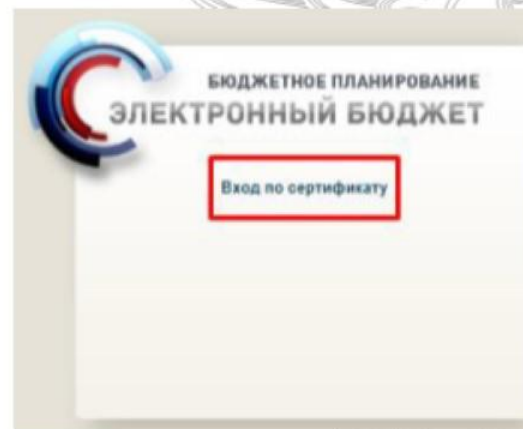 БЮДЖЕТНОЕ ПЛАНИРОВАНИЕ
ЭЛЕКТРОННЫЙ БЮДЖЕТ
Вход по сертификату